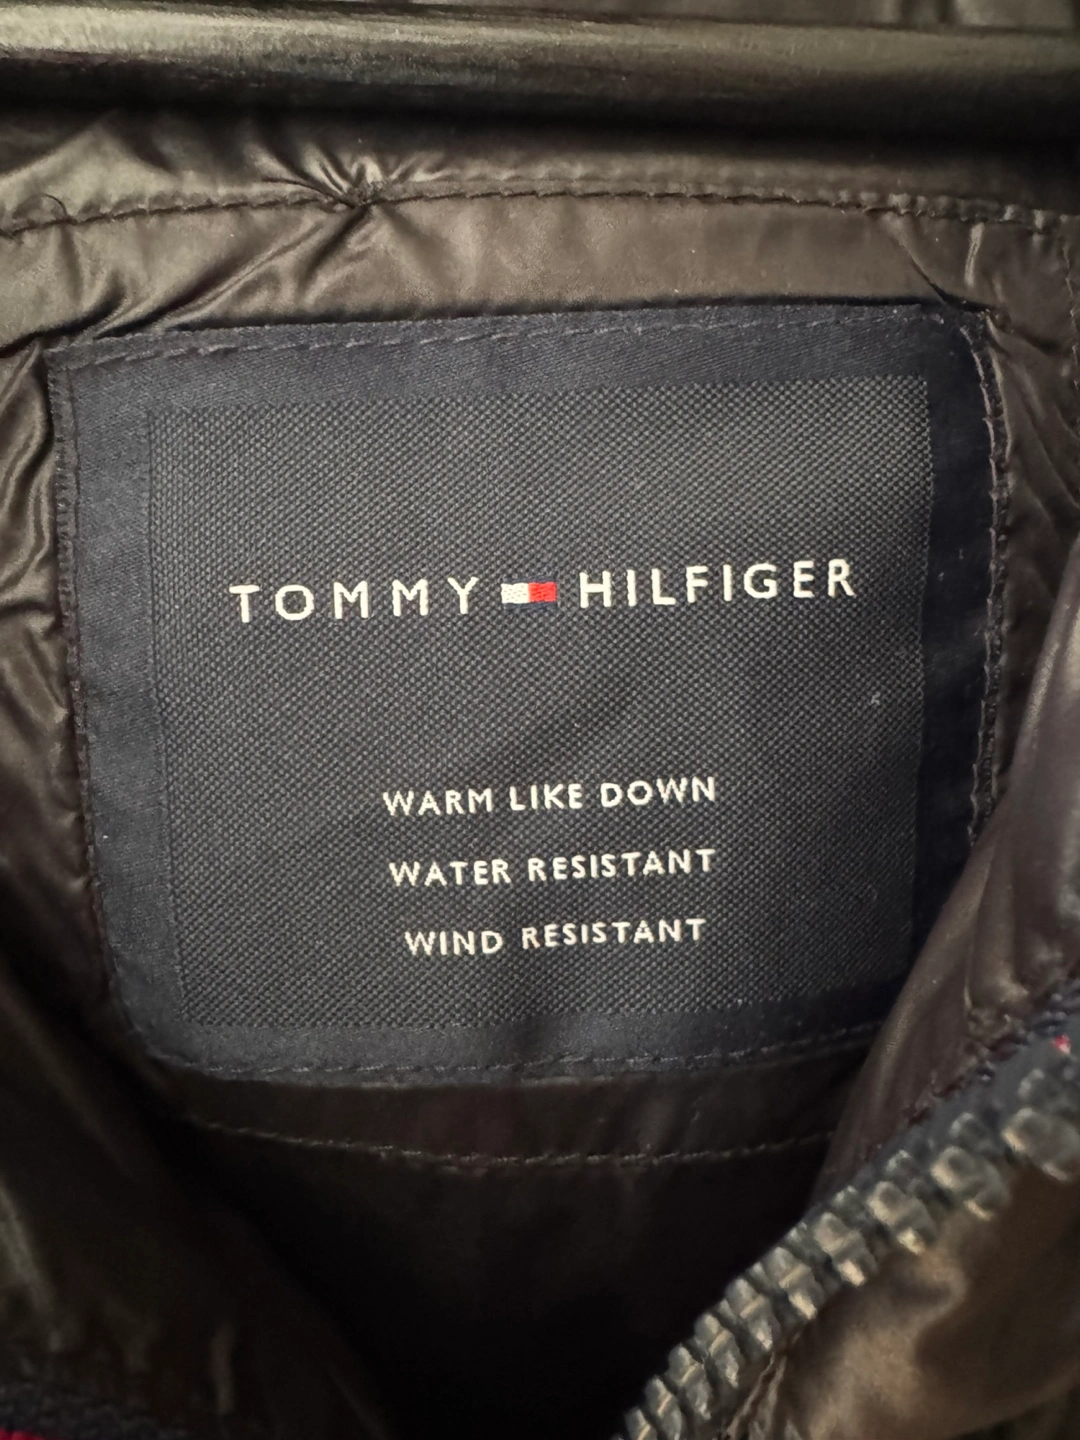 TOMMY HILFIGER
WARM LIKE DOWN
WATER RESISTANT
WIND RESISTANT